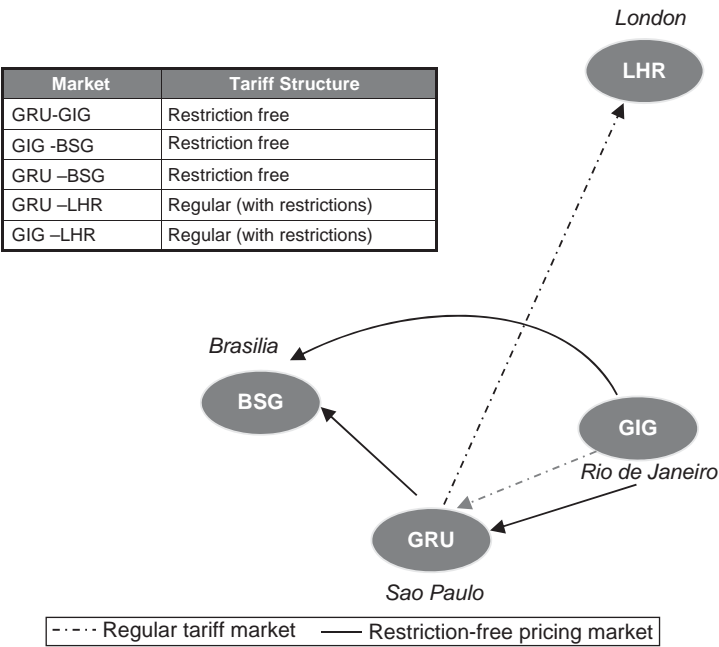 London
LHR
Market Tariff Structure
GRU-GIG Restriction free
GIG -BSG Restriction free
GRU –BSG Restriction free
GRU –LHR Regular (with restrictions)
GIG –LHR Regular (with restrictions)
Brasilia
BSG
GIG
Rio de Janeiro
GRU
Sao Paulo
Regular tariff market Restriction-free pricing market